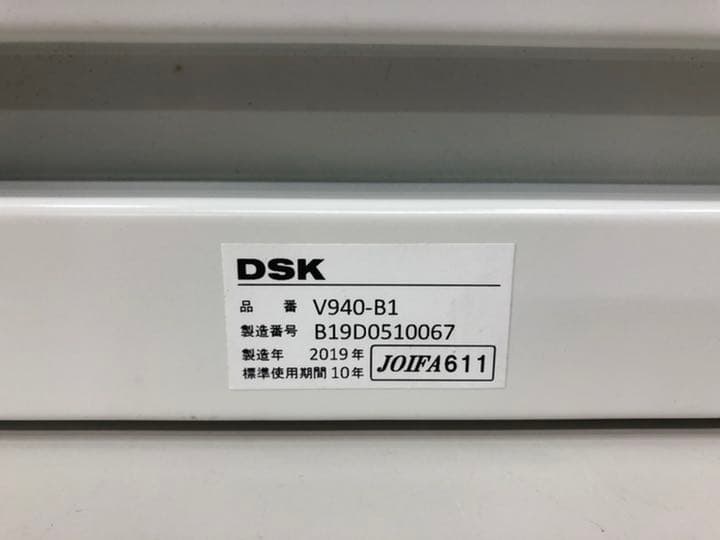 DSK
品番 V940-B1
製造番号 B19D0510067
製造年 2019年
標準使用期間10年 JOIFA611